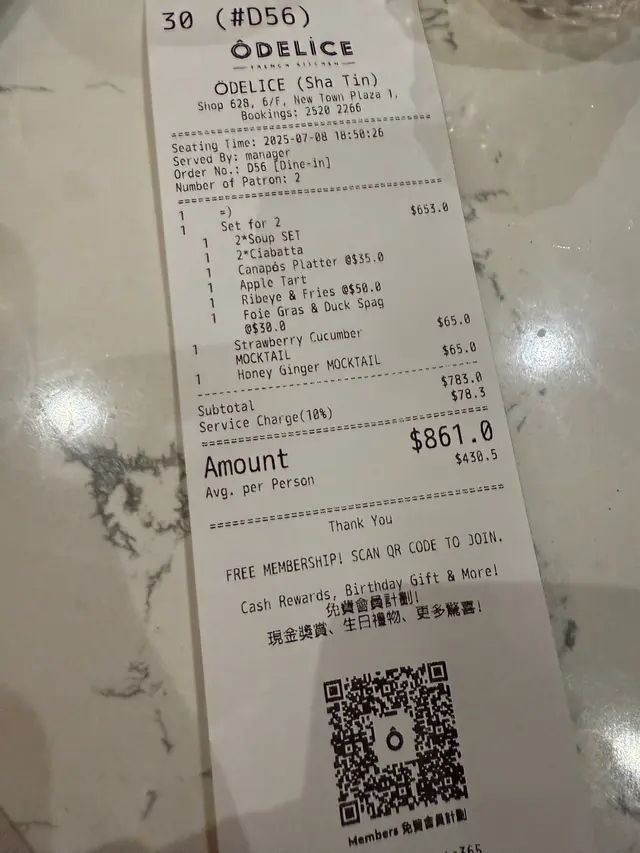 30 (#D56)
ÔDELICE
FRENCH KITCHEN
ÔDELICE (Sha Tin)
Shop 628, 6/F, New Town Plaza 1,
Bookings: 2520 2266
Seating Time: 2025-07-08 18:50:26
Served By: manager
Order No.: D56 [Dine-in]
Number of Patron: 2
1 =)
1 Set for 2 $653.0
1 2*Soup SET
1 2*Ciabatta
1 Canapés Platter @$35.0
1 Apple Tart
1 Ribeye & Fries @$50.0
1 Foie Gras & Duck Spag
@$30.0
1 Strawberry Cucumber $65.0
MOCKTAIL
1 Honey Ginger MOCKTAIL $65.0
Subtotal $783.0
Service Charge(10%) $78.3
Amount $861.0
Avg. per Person $430.5
Thank You
FREE MEMBERSHIP! SCAN QR CODE TO JOIN.
Cash Rewards, Birthday Gift & More!
免費會員計劃!
現金獎賞、生日禮物、更多驚喜!
Ô
Members 免費會員計劃